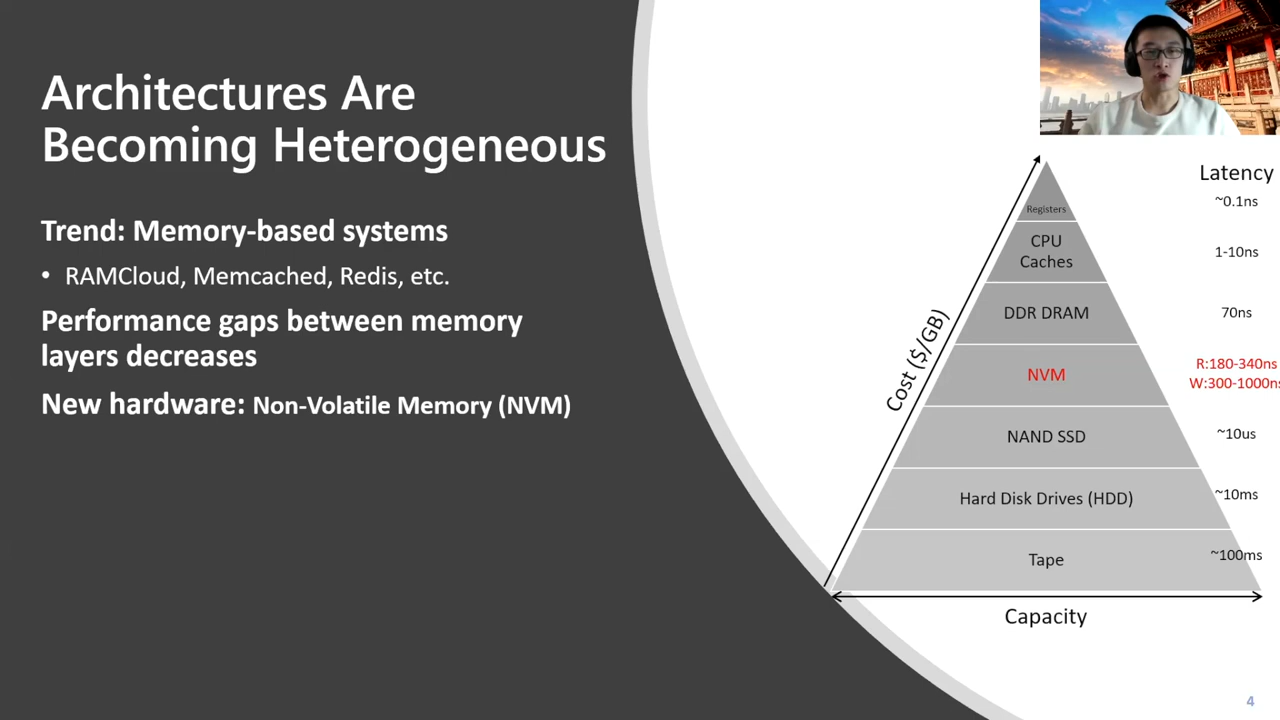 Architectures Are
Becoming Heterogeneous
Trend: Memory-based systems
• RAMCloud, Memcached, Redis, etc.
Performance gaps between memory
layers decreases
New hardware: Non-Volatile Memory (NVM)
Cost ($/GB)
Latency
Registers
~0.1ns
CPU
Caches
1-10ns
DDR DRAM
70ns
NVM
R:180-340ns
W:300-1000ns
NAND SSD
~10us
Hard Disk Drives (HDD)
~10ms
Tape
~100ms
Capacity
4